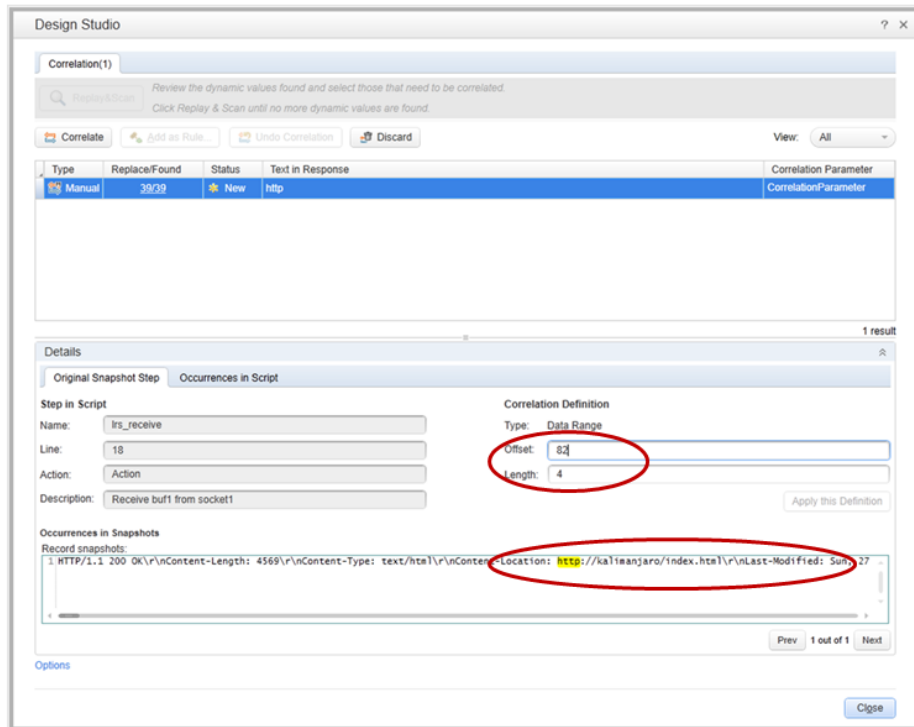 Design Studio
? ×
Correlation(1)
Replay&Scan
Review the dynamic values found and select those that need to be correlated.
Click Replay & Scan until no more dynamic values are found.
Correlate Add as Rule... Undo Correlation Discard View: All
Type Replace/Found Status Text in Response Correlation Parameter
Manual 39/39 New http CorrelationParameter
1 result
Details
Original Snapshot Step Occurrences in Script
Step in Script Correlation Definition
Name: lrs_receive Type: Data Range
Line: 18 Offset: 82
Action: Action Length: 4
Description: Receive buf1 from socket1 Apply this Definition
Occurrences in Snapshots
Record snapshots:
1 HTTP/1.1 200 OK\r\nContent-Length: 4569\r\nContent-Type: text/html\r\nContent-Location: http://kalimanjaro/index.html\r\nLast-Modified: Sun, 27
Prev 1 out of 1 Next
Options
Close